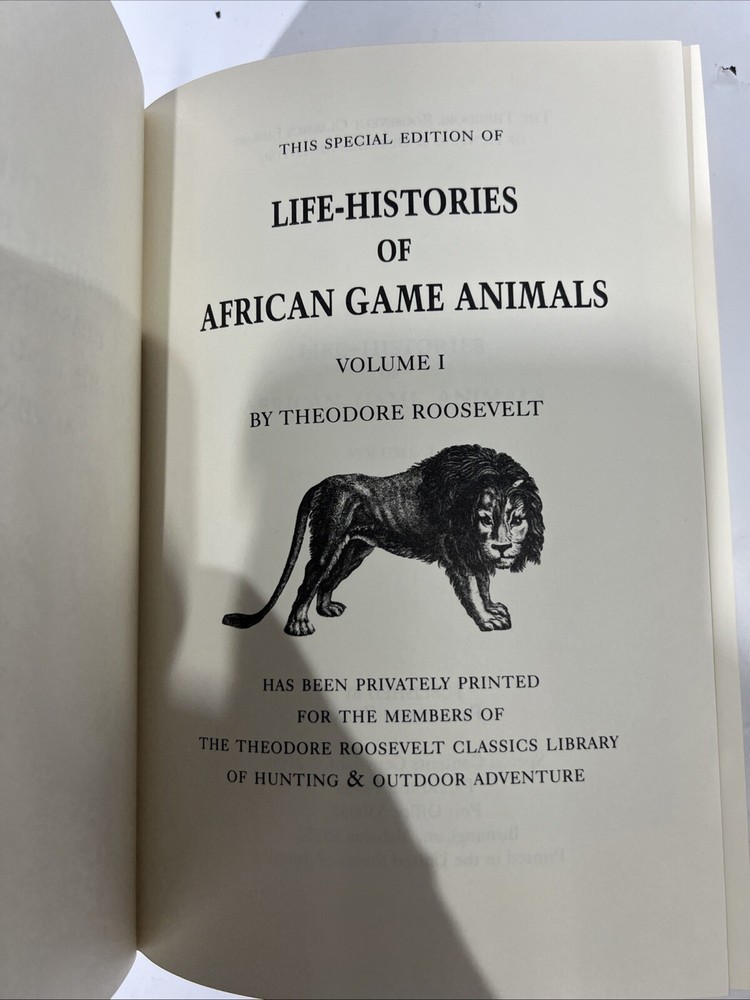 THIS SPECIAL EDITION OF
LIFE-HISTORIES
OF
AFRICAN GAME ANIMALS
VOLUME I
BY THEODORE ROOSEVELT
HAS BEEN PRIVATELY PRINTED
FOR THE MEMBERS OF
THE THEODORE ROOSEVELT CLASSICS LIBRARY
OF HUNTING & OUTDOOR ADVENTURE